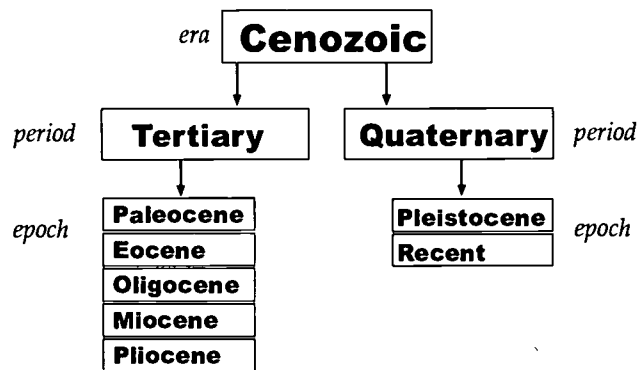 era Cenozoic
period Tertiary Quaternary period
epoch Paleocene Pleistocene epoch
Eocene Recent
Oligocene
Miocene
Pliocene